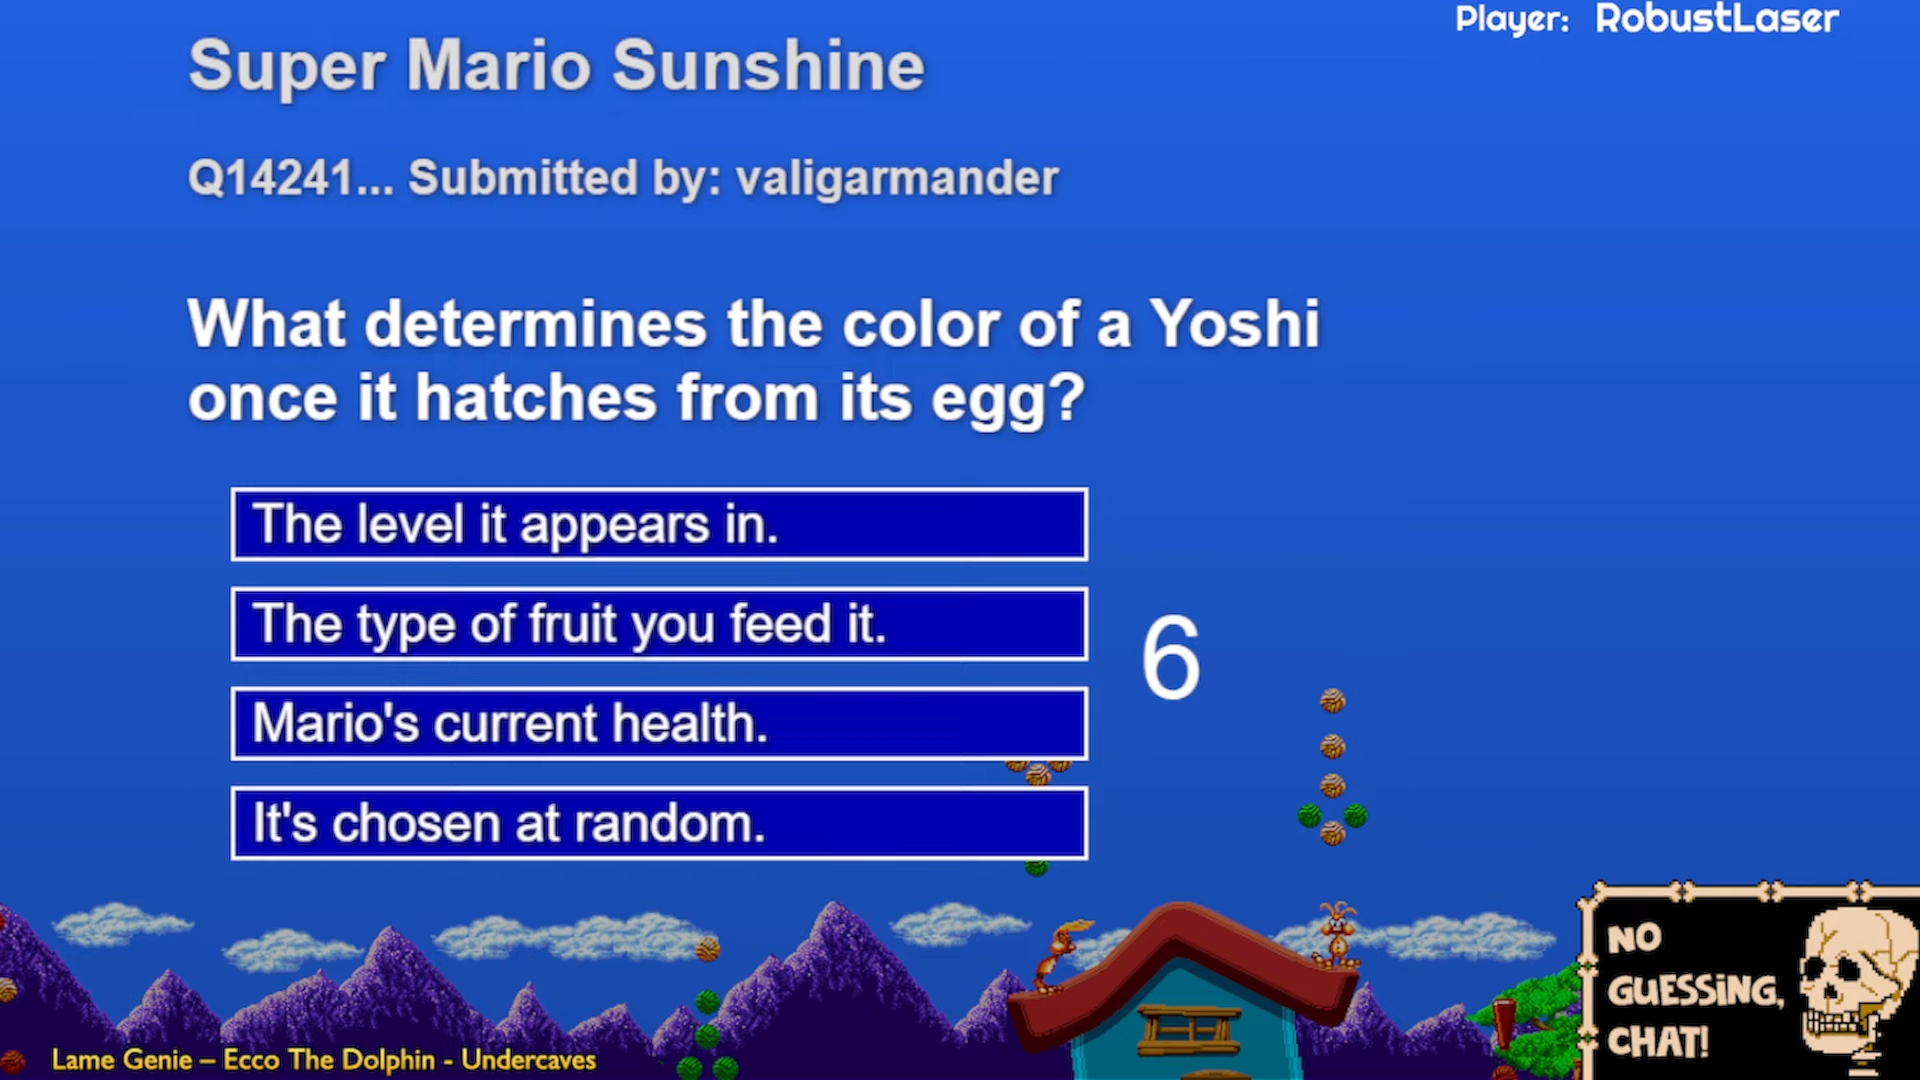 Player: RobustLaser
Super Mario Sunshine
Q14241... Submitted by: valigarmander
What determines the color of a Yoshi
once it hatches from its egg?
The level it appears in.
The type of fruit you feed it.
6
Mario's current health.
It's chosen at random.
NO
GUESSING,
CHAT!
Lame Genie – Ecco The Dolphin - Undercaves